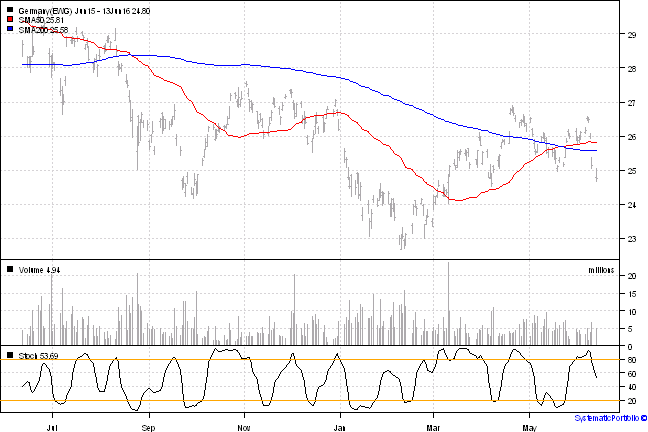 Germany(EWG) Jun15 - 13Jun16 24.80
SMA50 25.81
SMA200 25.58
29
28
27
26
25
24
23
Volume 4.94
millions
20
15
10
5
0
Stoch 53.69
80
60
40
20
Jul
Sep
Nov
Jan
Mar
May
SystematicPortfolio ©